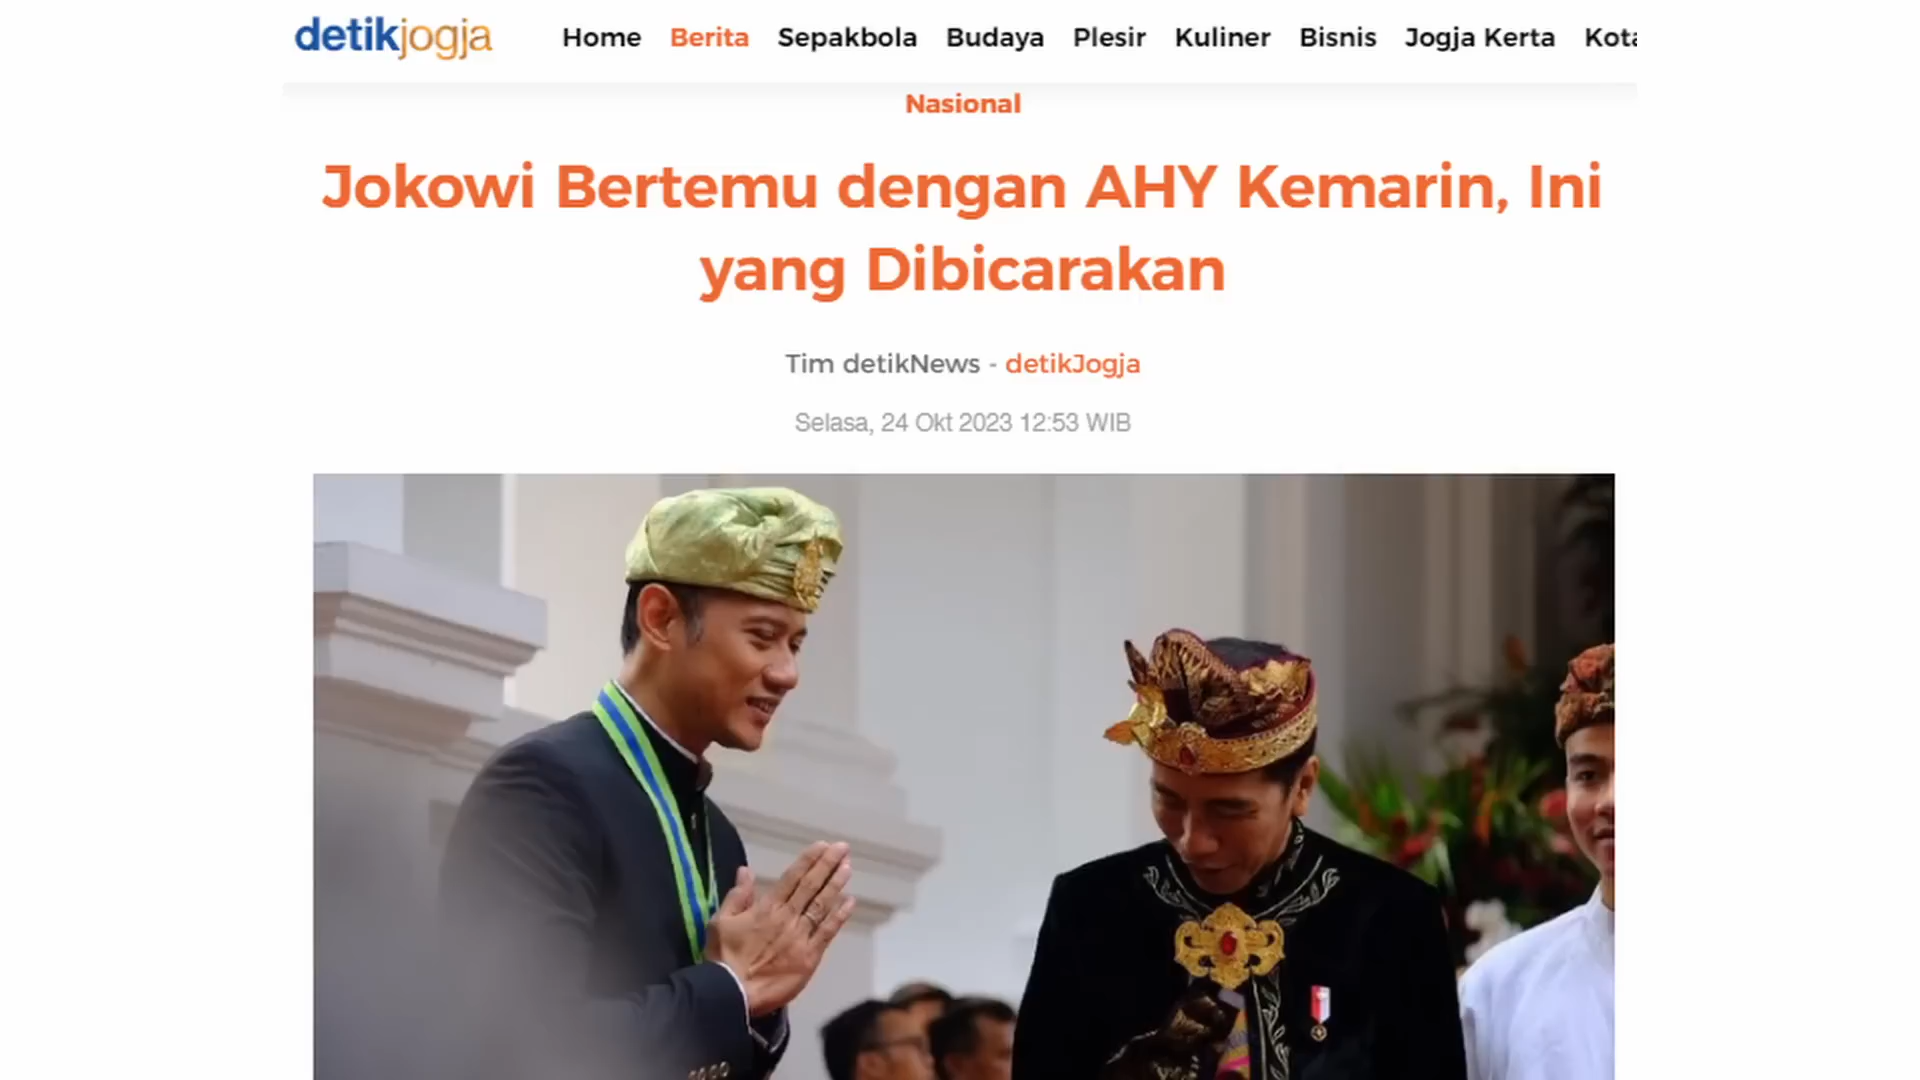 detikjogja Home Berita Sepakbola Budaya Plesir Kuliner Bisnis Jogja Kerta
Nasional
Jokowi Bertemu dengan AHY Kemarin, Ini
yang Dibicarakan
Tim detikNews - detikJogja
Selasa, 24 Okt 2023 12:53 WIB